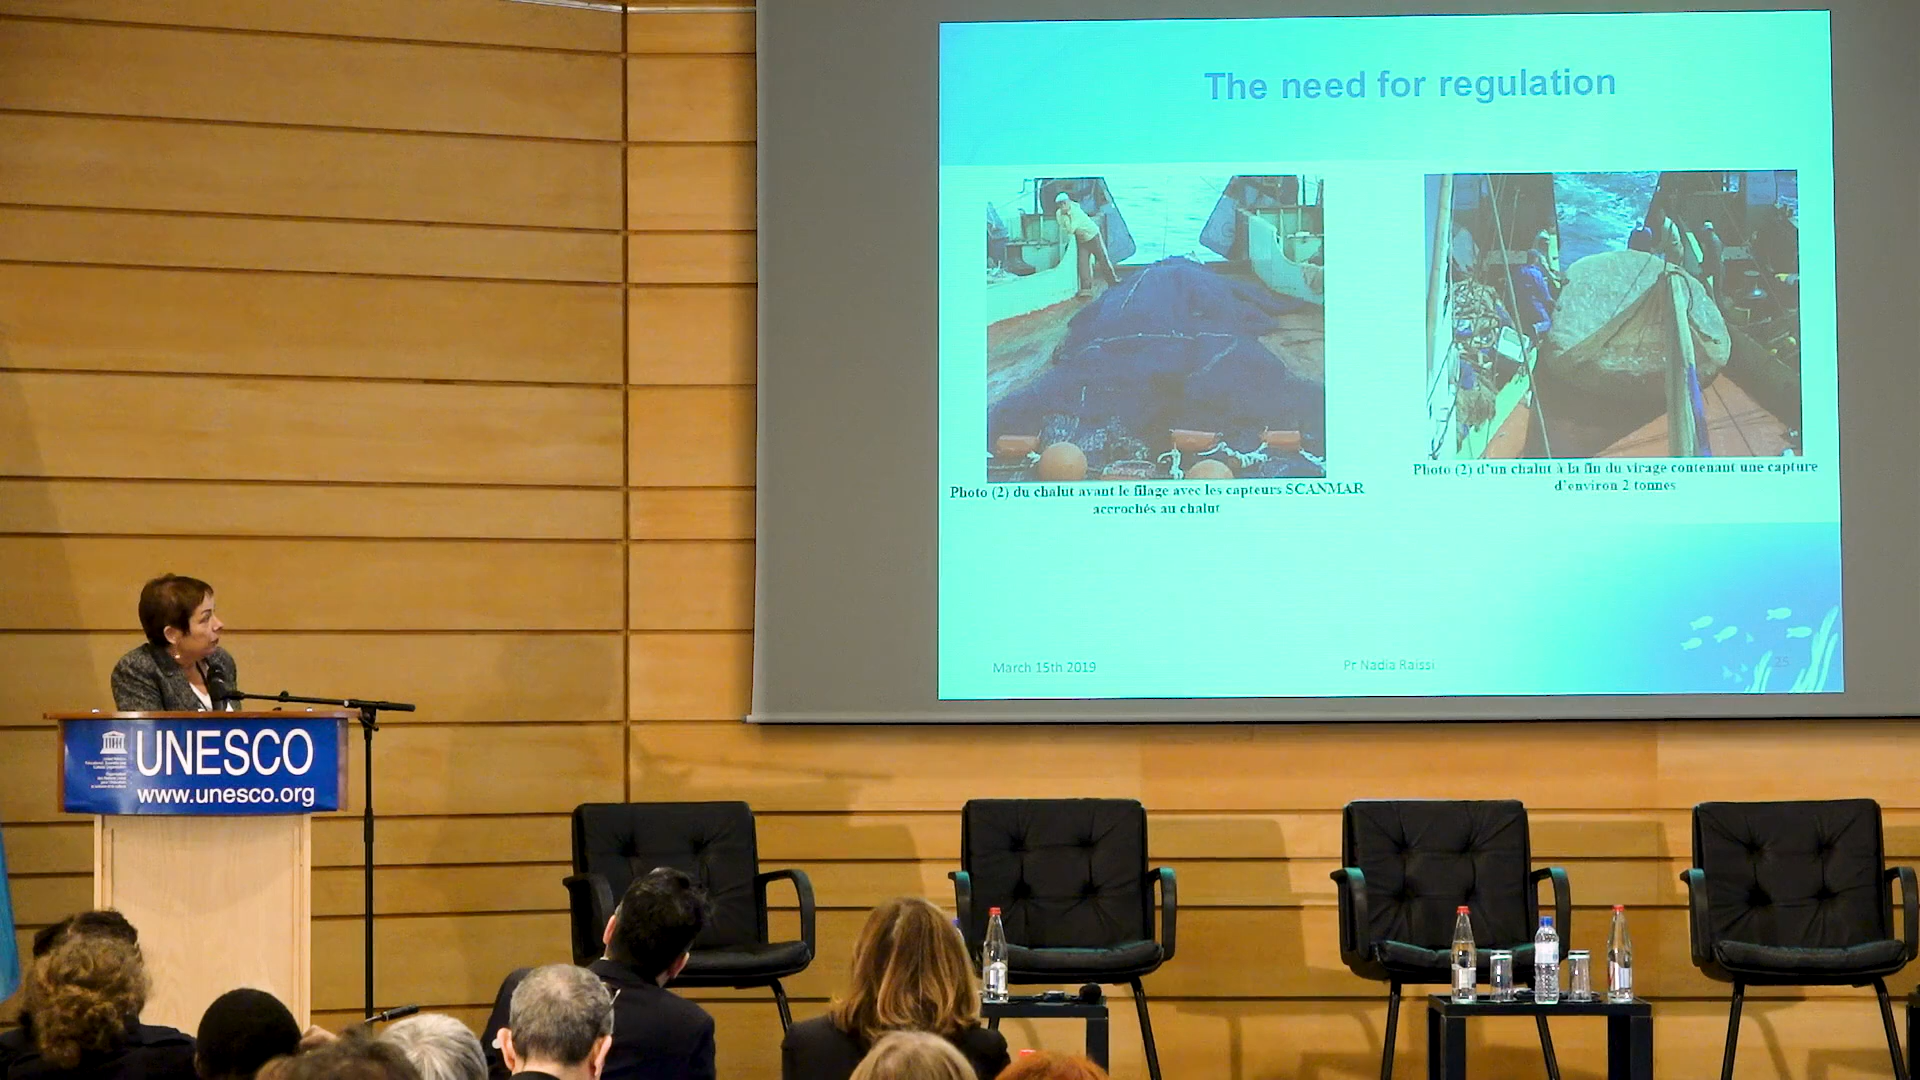 The need for regulation
Photo (2) du chalut avant le filage avec les capteurs SCANMAR
accrochés au chalut
Photo (2) d'un chalut à la fin du virage contenant une capture
d'environ 2 tonnes
March 15th 2019
Pr Nadia Raissi
25
UNESCO
www.unesco.org